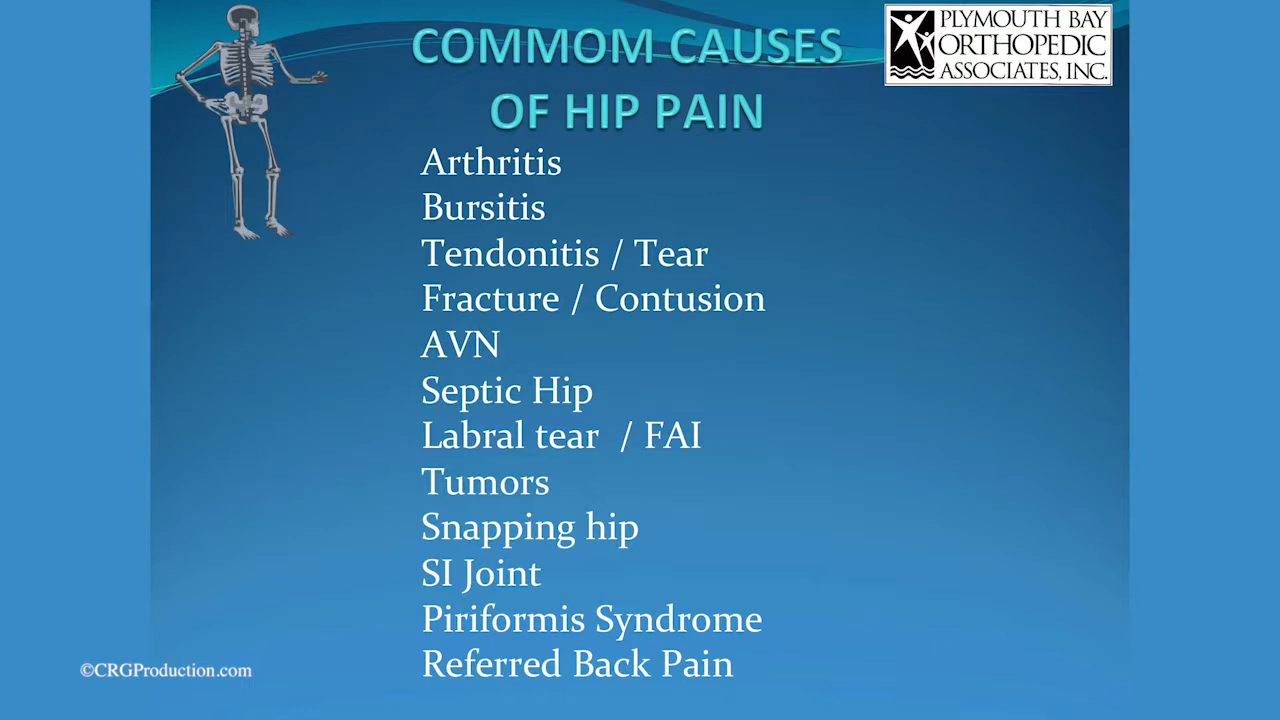 COMMOM CAUSES
OF HIP PAIN
PLYMOUTH BAY
ORTHOPEDIC
ASSOCIATES, INC.
Arthritis
Bursitis
Tendonitis / Tear
Fracture / Contusion
AVN
Septic Hip
Labral tear / FAI
Tumors
Snapping hip
SI Joint
Piriformis Syndrome
Referred Back Pain
©CRGProduction.com